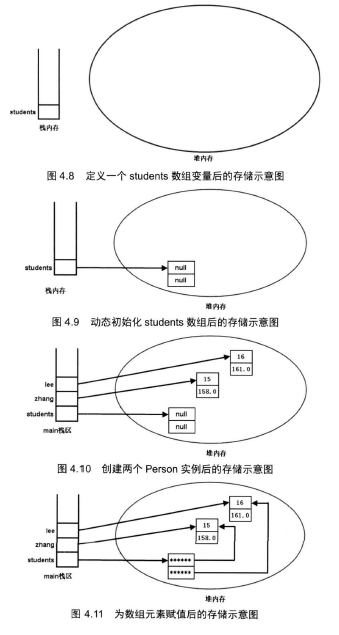 students
栈内存
堆内存
图 4.8 定义一个 students 数组变量后的存储示意图
students
null
null
栈内存
堆内存
图 4.9 动态初始化 students 数组后的存储示意图
16
161.0
lee
15
158.0
zhang
students
null
null
main栈区
堆内存
图 4.10 创建两个 Person 实例后的存储示意图
16
161.0
lee
15
158.0
zhang
students
******
******
main栈区
堆内存
图 4.11 为数组元素赋值后的存储示意图